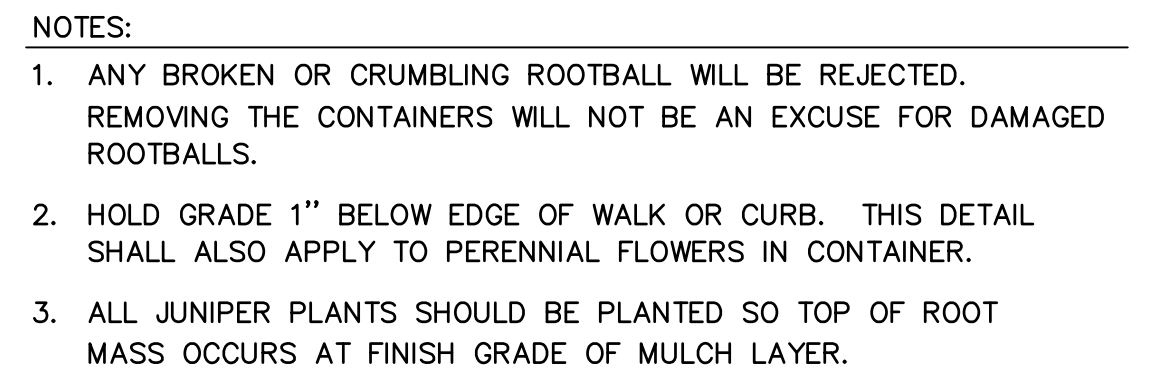 NOTES:
1. ANY BROKEN OR CRUMBLING ROOTBALL WILL BE REJECTED.
REMOVING THE CONTAINERS WILL NOT BE AN EXCUSE FOR DAMAGED
ROOTBALLS.
2. HOLD GRADE 1” BELOW EDGE OF WALK OR CURB. THIS DETAIL
SHALL ALSO APPLY TO PERENNIAL FLOWERS IN CONTAINER.
3. ALL JUNIPER PLANTS SHOULD BE PLANTED SO TOP OF ROOT
MASS OCCURS AT FINISH GRADE OF MULCH LAYER.